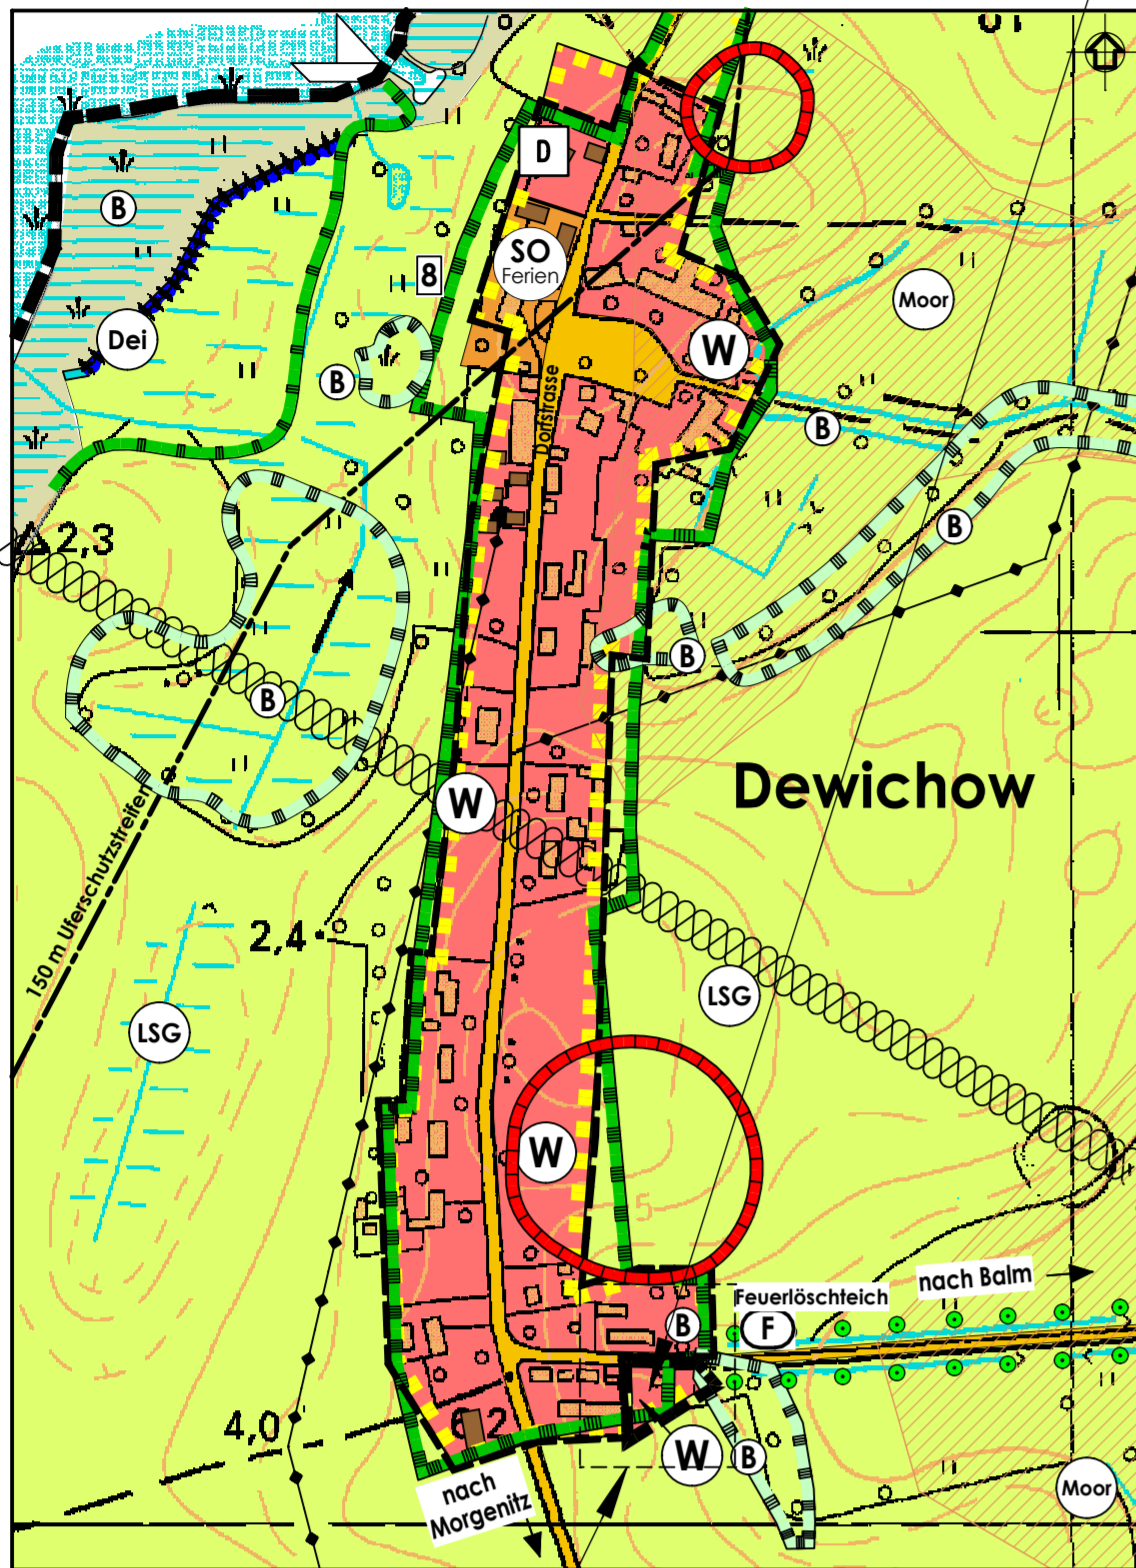 D
B
SO
Ferien
8
Moor
Dei
W
B
B
Dorfstrasse
2,3
B
B
B
Dewichow
W
150 m Uferschutzstreifen
2,4
LSG
LSG
W
5
nach Balm
Feuerlöschteich
F
B
4,0
6 2
W
B
nach
Morgenitz
Moor